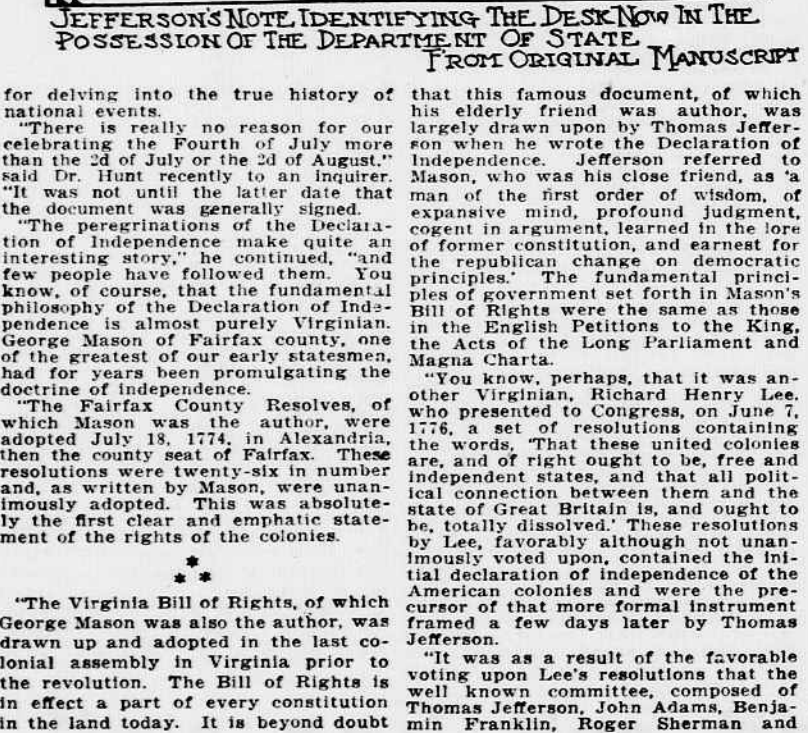 JEFFERSON'S NOTE IDENTIFYING THE DESK NOW IN THE
POSSESSION OF THE DEPARTMENT OF STATE
FROM ORIGINAL MANUSCRIPT
for delving into the true history of
national events.
"There is really no reason for our
celebrating the Fourth of July more
than the 2d of July or the 2d of August,"
said Dr. Hunt recently to an inquirer.
"It was not until the latter date that
the document was generally signed.
"The peregrinations of the Declara-
tion of Independence make quite an
interesting story," he continued, "and
few people have followed them. You
know, of course, that the fundamental
philosophy of the Declaration of Inde-
pendence is almost purely Virginian.
George Mason of Fairfax county, one
of the greatest of our early statesmen,
had for years been promulgating the
doctrine of independence.
"The Fairfax County Resolves, of
which Mason was the author, were
adopted July 18, 1774, in Alexandria,
then the county seat of Fairfax. These
resolutions were twenty-six in number
and, as written by Mason, were unan-
imously adopted. This was absolute-
ly the first clear and emphatic state-
ment of the rights of the colonies.
*
* *
"The Virginia Bill of Rights, of which
George Mason was also the author, was
drawn up and adopted in the last co-
lonial assembly in Virginia prior to
the revolution. The Bill of Rights is
in effect a part of every constitution
in the land today. It is beyond doubt
that this famous document, of which
his elderly friend was author, was
largely drawn upon by Thomas Jeffer-
son when he wrote the Declaration of
Independence. Jefferson referred to
Mason, who was his close friend, as 'a
man of the first order of wisdom, of
expansive mind, profound judgment,
cogent in argument, learned in the lore
of former constitution, and earnest for
the republican change on democratic
principles.' The fundamental princi-
ples of government set forth in Mason's
Bill of Rights were the same as those
in the English Petitions to the King,
the Acts of the Long Parliament and
Magna Charta.
"You know, perhaps, that it was an-
other Virginian, Richard Henry Lee,
who presented to Congress, on June 7,
1776, a set of resolutions containing
the words, 'That these united colonies
are, and of right ought to be, free and
independent states, and that all polit-
ical connection between them and the
state of Great Britain is, and ought to
be, totally dissolved.' These resolutions
by Lee, favorably although not unan-
imously voted upon, contained the ini-
tial declaration of independence of the
American colonies and were the pre-
cursor of that more formal instrument
framed a few days later by Thomas
Jefferson.
"It was as a result of the favorable
voting upon Lee's resolutions that the
well known committee, composed of
Thomas Jefferson, John Adams, Benja-
min Franklin, Roger Sherman and